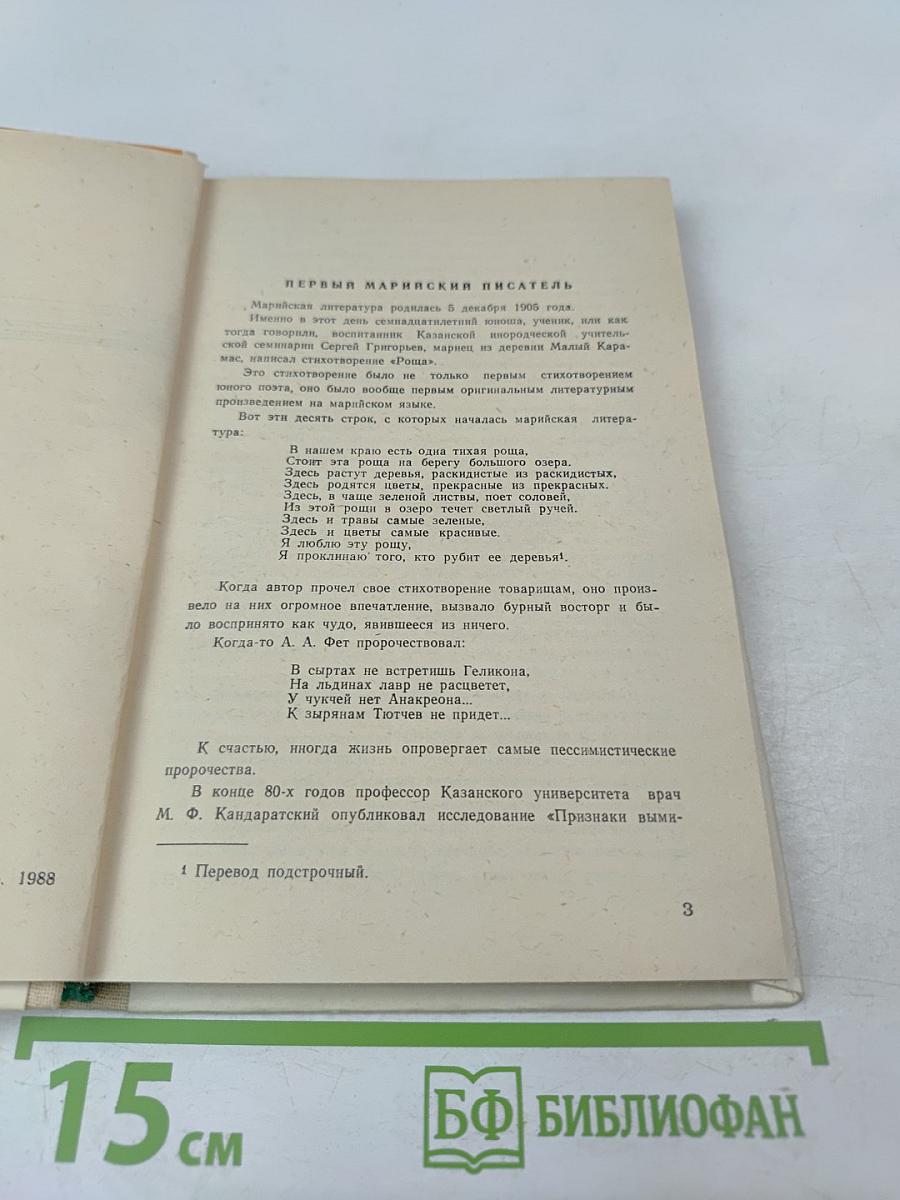 ПЕРВЫЙ МАРИЙСКИЙ ПИСАТЕЛЬ
Марийская литература родилась 5 декабря 1905 года.
Именно в этот день семнадцатилетний юноша, ученик, или как
тогда говорили, воспитанник Казанской инородческой учитель-
ской семинарии Сергей Григорьев, мариец из деревни Малый Кара-
мас, написал стихотворение «Роща».
Это стихотворение было не только первым стихотворением
юного поэта, оно было вообще первым оригинальным литературным
произведением на марийском языке.
Вот эти десять строк, с которых началась марийская литера-
тура:
В нашем краю есть одна тихая роща,
Стоит эта роща на берегу большого озера.
Здесь растут деревья, раскидистые из раскидистых,
Здесь родятся цветы, прекрасные из прекрасных.
Здесь, в чаще зеленой листвы, поет соловей,
Из этой рощи в озеро течет светлый ручей.
Здесь и травы самые зеленые,
Здесь и цветы самые красивые.
Я люблю эту рощу,
Я проклинаю того, кто рубит ее деревья¹.
Когда автор прочел свое стихотворение товарищам, оно произ-
вело на них огромное впечатление, вызвало бурный восторг и бы-
ло воспринято как чудо, явившееся из ничего.
Когда-то А. А. Фет пророчествовал:
В сыртах не встретишь Геликона,
На льдинах лавр не расцветет,
У чукчей нет Анакреона...
К зырянам Тютчев не придет...
К счастью, иногда жизнь опровергает самые пессимистические
пророчества.
В конце 80-х годов профессор Казанского университета врач
М. Ф. Кандаратский опубликовал исследование «Признаки выми-
¹ Перевод подстрочный.
3
1988
15 см
БФ БИБЛИОФАН